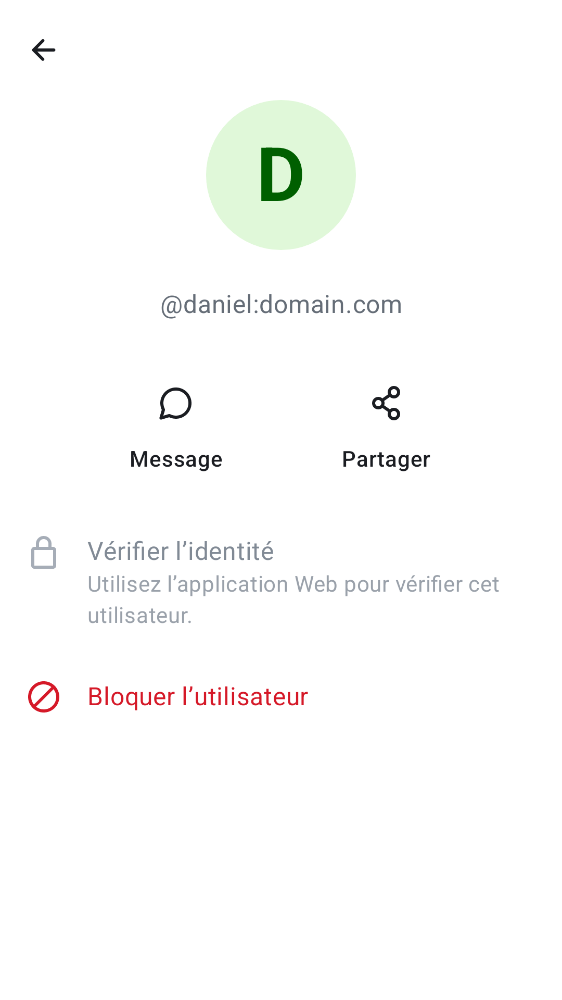 D
@daniel:domain.com
Message
Partager
Vérifier l’identité
Utilisez l’application Web pour vérifier cet
utilisateur.
Bloquer l’utilisateur